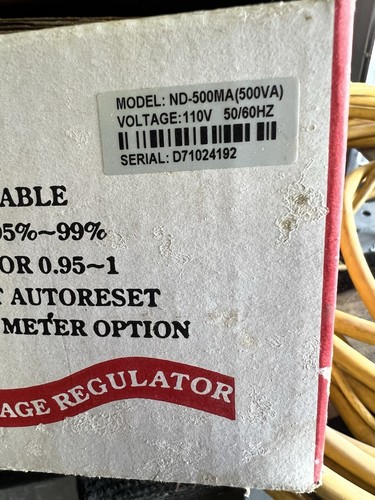 MODEL: ND-500MA(500VA)
VOLTAGE:110V 50/60HZ
SERIAL: D71024192
ABLE
95%~99%
OR 0.95~1
T AUTORESET
METER OPTION
AGE REGULATOR